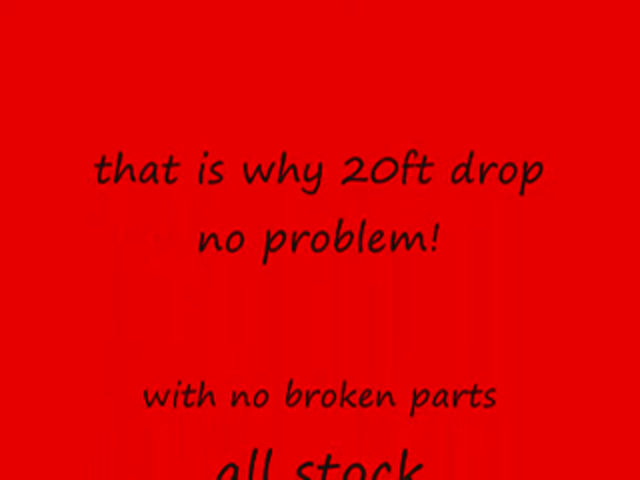 that is why 20ft drop
no problem!
with no broken parts
all stock